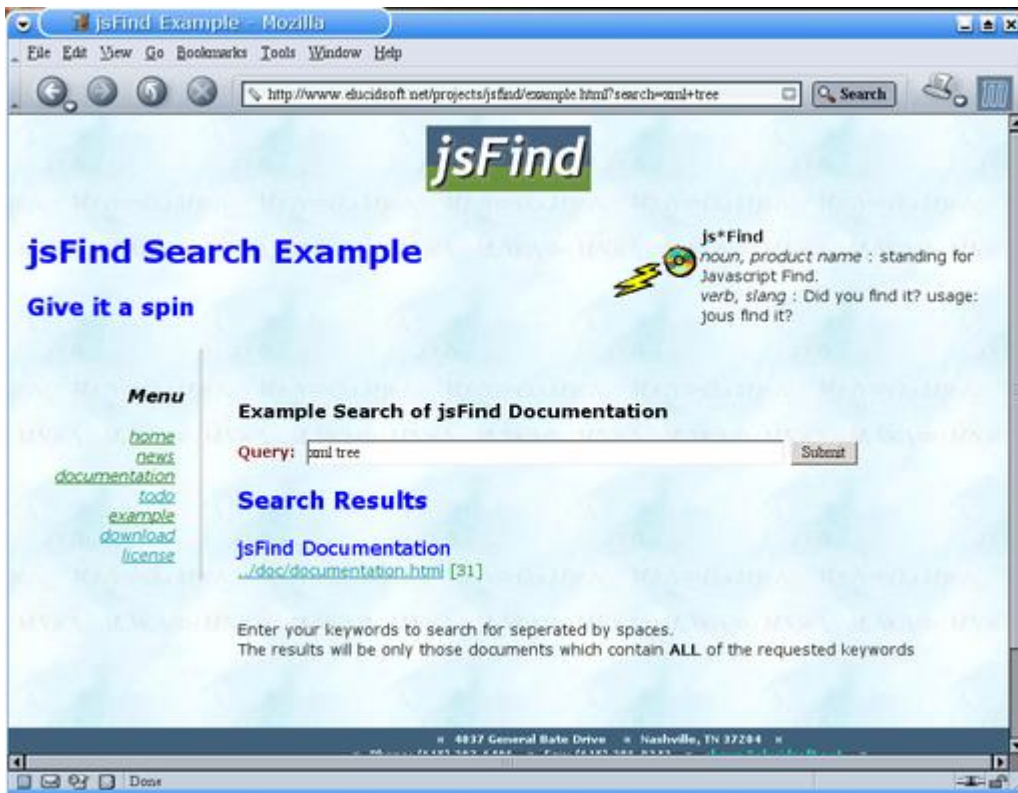 jsFind Example - Mozilla
File Edit View Go Bookmarks Tools Window Help
http://www.elucidsoft.net/projects/jsfind/example.html?search=xml+tree
Search
jsFind
jsFind Search Example
Give it a spin
js*Find
noun, product name : standing for
Javascript Find.
verb, slang : Did you find it? usage:
jous find it?
Menu
home
news
documentation
todo
example
download
license
Example Search of jsFind Documentation
Query: xml tree Submit
Search Results
jsFind Documentation
../doc/documentation.html [31]
Enter your keywords to search for seperated by spaces.
The results will be only those documents which contain ALL of the requested keywords
4037 General Bate Drive Nashville, TN 37204
Done